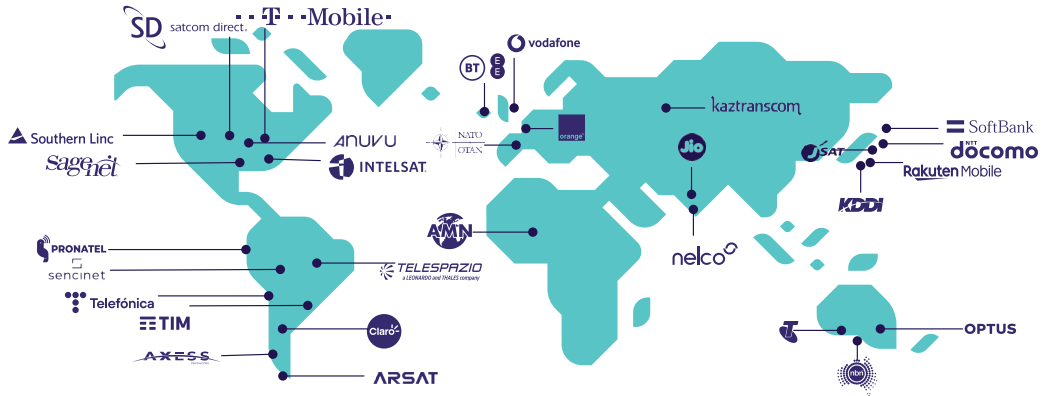 SD satcom direct
T Mobile
BT
EE
vodafone
kaztranscom
Southern Linc
Sagenet
anuvu
INTELSAT
NATO
OTAN
orange
Jio
JSAT
SoftBank
NTT
döcomo
Rakuten Mobile
KDDI
AMN
nelco
PRONATEL
sencinet
TELESPAZIO
a LEONARDO and THALES company
Telefónica
TIM
Claro
AXESS
ARSAT
T
nbn
OPTUS